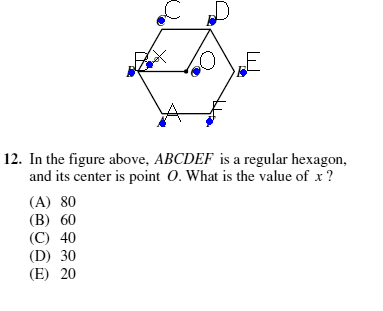 C D
B x O E
A F
12. In the figure above, ABCDEF is a regular hexagon,
and its center is point O. What is the value of x?
(A) 80
(B) 60
(C) 40
(D) 30
(E) 20